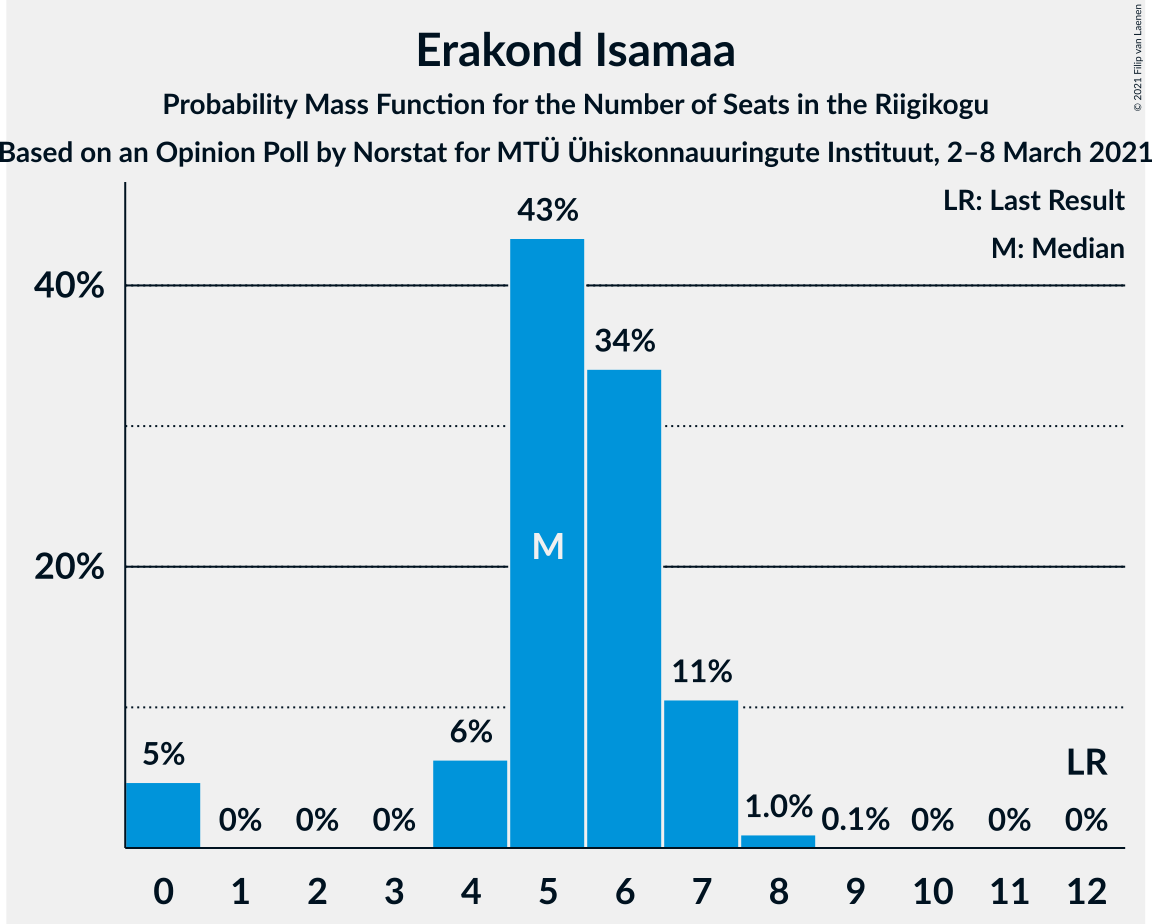 Erakond Isamaa
Probability Mass Function for the Number of Seats in the Riigikogu
Based on an Opinion Poll by Norstat for MTÜ Ühiskonnauuringute Instituut, 2–8 March 2021
© 2021 Filip van Laenen
LR: Last Result
M: Median
40%
20%
5%
0%
0%
0%
6%
43%
M
34%
11%
1.0%
0.1%
0%
0%
LR
0%
0 1 2 3 4 5 6 7 8 9 10 11 12